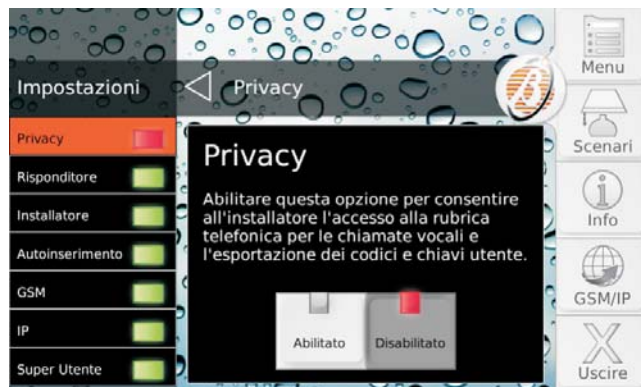 Impostazioni
Privacy
Menu
Privacy
Risponditore
Installatore
Autoinserimento
GSM
IP
Super Utente
Privacy
Abilitare questa opzione per consentire
all'installatore l'accesso alla rubrica
telefonica per le chiamate vocali e
l'esportazione dei codici e chiavi utente.
Abilitato
Disabilitato
Scenari
Info
GSM/IP
Uscire